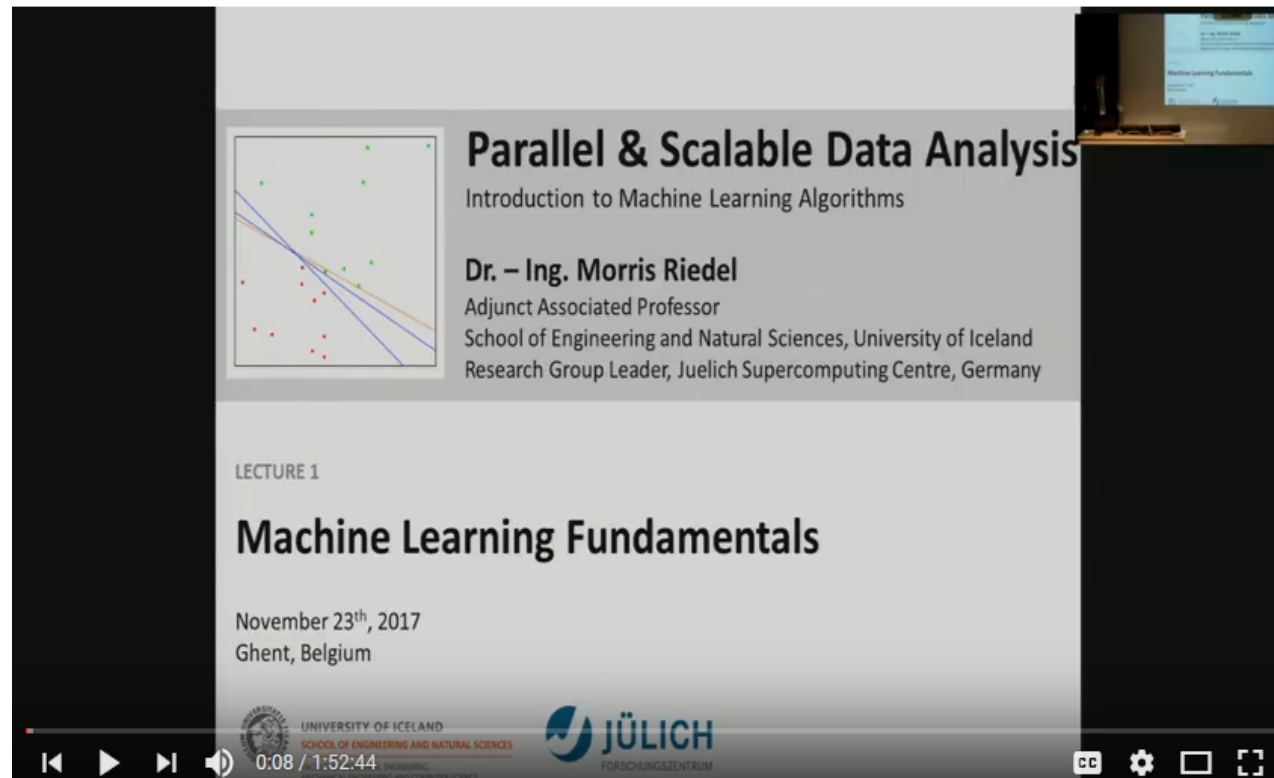 Parallel & Scalable Data Analysis
Introduction to Machine Learning Algorithms
Dr. – Ing. Morris Riedel
Adjunct Associated Professor
School of Engineering and Natural Sciences, University of Iceland
Research Group Leader, Juelich Supercomputing Centre, Germany
LECTURE 1
Machine Learning Fundamentals
November 23th, 2017
Ghent, Belgium
UNIVERSITY OF ICELAND
SCHOOL OF ENGINEERING AND NATURAL SCIENCES
JÜLICH
FORSCHUNGSZENTRUM
0:08 / 1:52:44
CC
Machine Learning Fundamentals